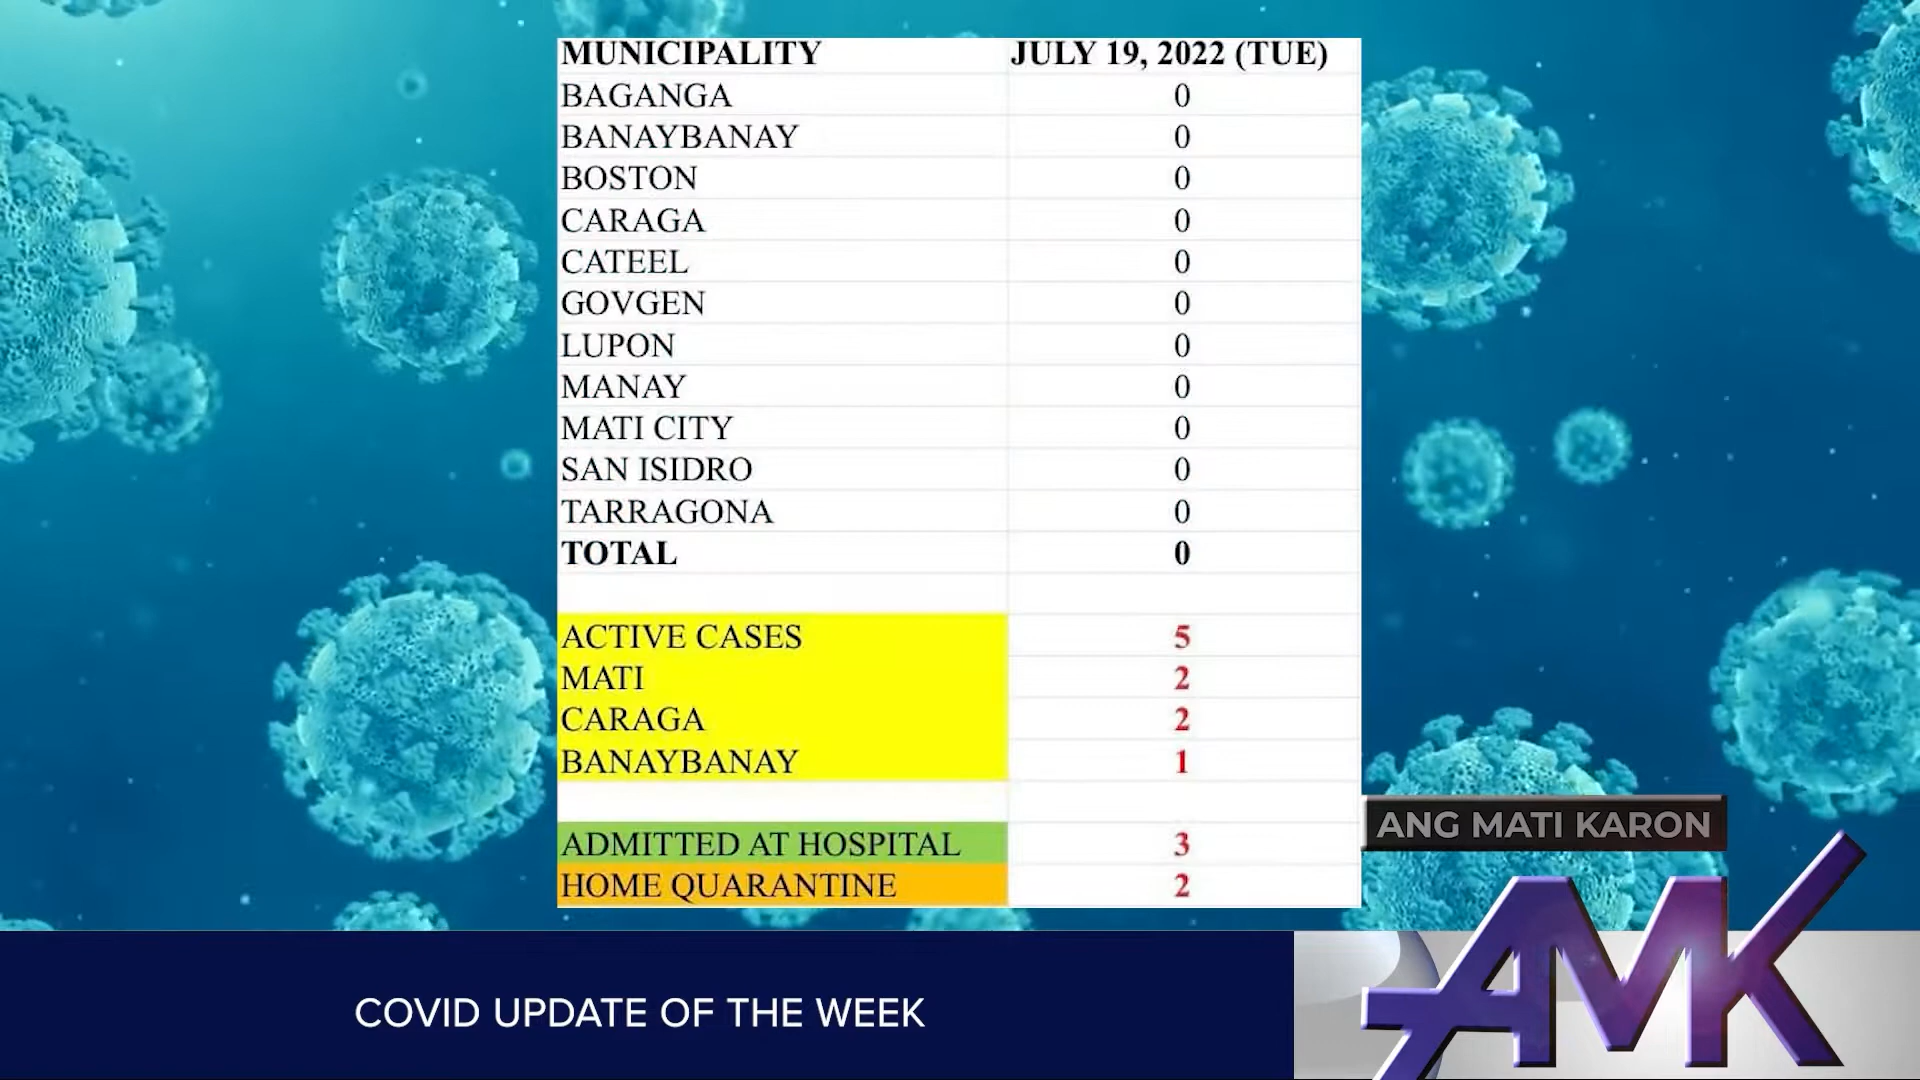 MUNICIPALITY JULY 19, 2022 (TUE)
BAGANGA 0
BANAYBANAY 0
BOSTON 0
CARAGA 0
CATEEL 0
GOVGEN 0
LUPON 0
MANAY 0
MATI CITY 0
SAN ISIDRO 0
TARRAGONA 0
TOTAL 0
ACTIVE CASES 5
MATI 2
CARAGA 2
BANAYBANAY 1
ADMITTED AT HOSPITAL 3
HOME QUARANTINE 2
ANG MATI KARON
AMK
COVID UPDATE OF THE WEEK